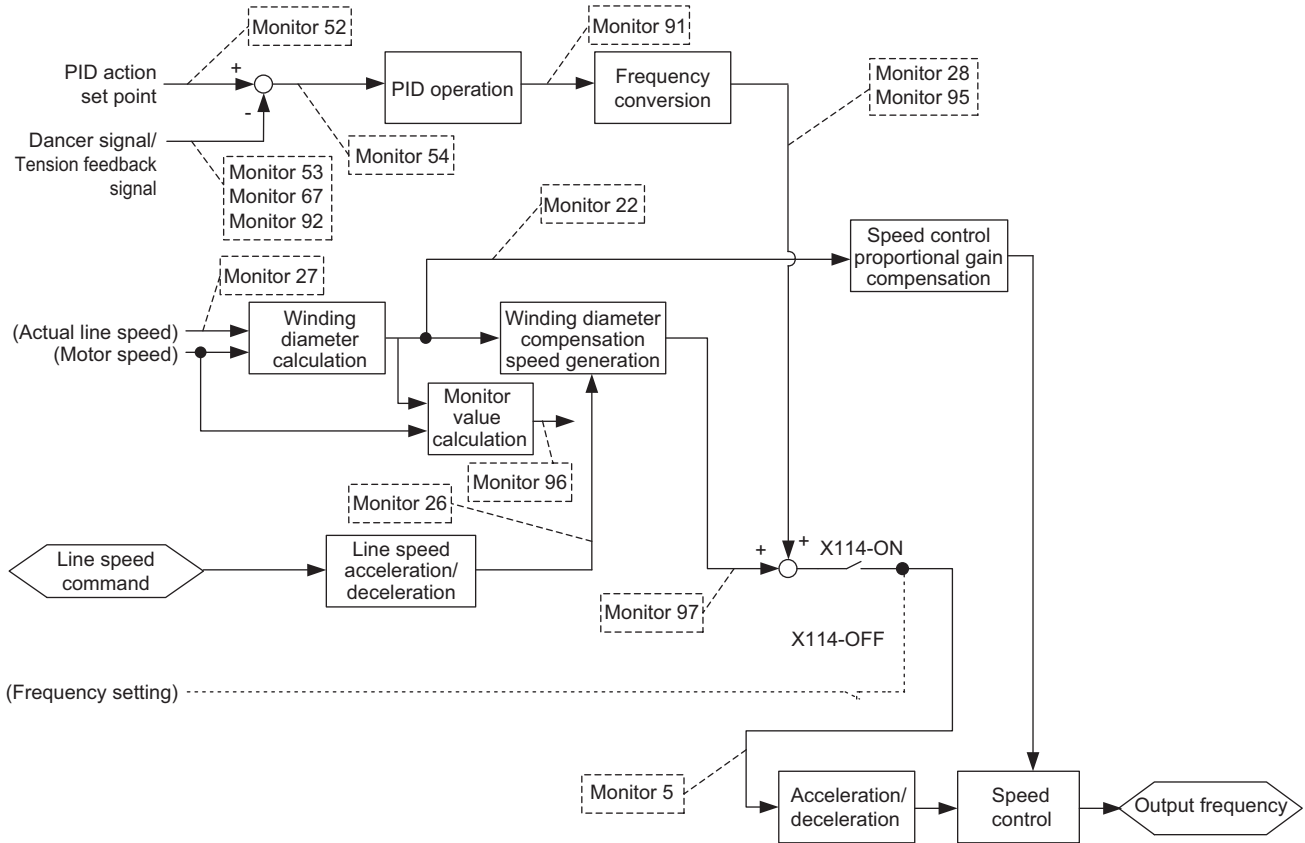 Monitor 52
Monitor 91
PID action
set point
+
-
PID operation
Frequency
conversion
Monitor 28
Monitor 95
Dancer signal/
Tension feedback
signal
Monitor 54
Monitor 53
Monitor 67
Monitor 92
Monitor 22
Speed control
proportional gain
compensation
Monitor 27
(Actual line speed)
(Motor speed)
Winding
diameter
calculation
Winding diameter
compensation
speed generation
Monitor
value
calculation
Monitor 96
Monitor 26
Line speed
command
Line speed
acceleration/
deceleration
+
+
X114-ON
Monitor 97
X114-OFF
(Frequency setting)
Monitor 5
Acceleration/
deceleration
Speed
control
Output frequency